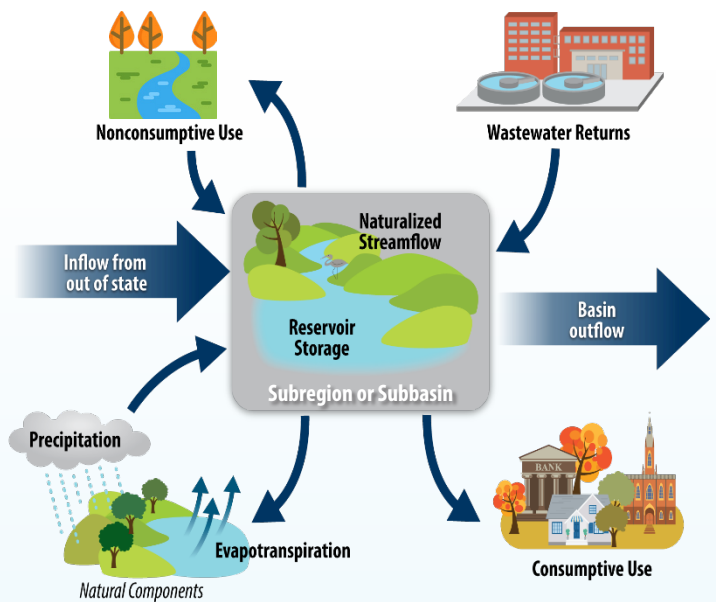 Nonconsumptive Use
Wastewater Returns
Naturalized
Streamflow
Inflow from
out of state
Reservoir
Storage
Basin
outflow
Subregion or Subbasin
Precipitation
BANK
Evapotranspiration
Consumptive Use
Natural Components